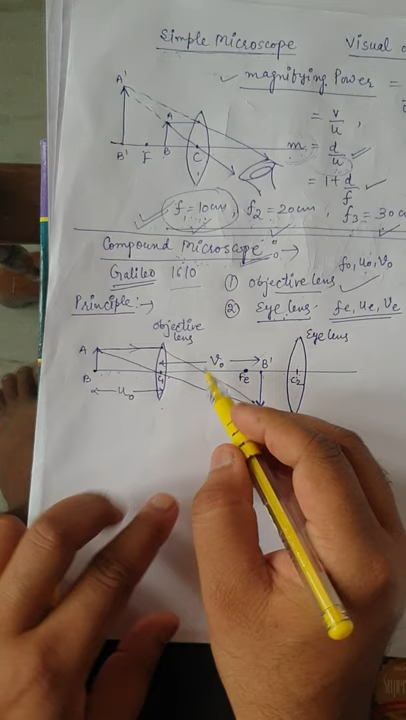 Simple Microscope
Visual
magnifying Power =
= v/u ,
m = d/u
= 1 + d/f
A'
A
B'
F
B
C
f = 10cm , f2 = 20cm , f3 = 30cm
Compound Microscope :- →
Galileo 1610
① objective lens
fo, uo, vo
② Eye lens - fe, ue, ve
Principle :→
objective
lens
Eye lens
A
B
uo
C1
vo
Fe
B'
C2